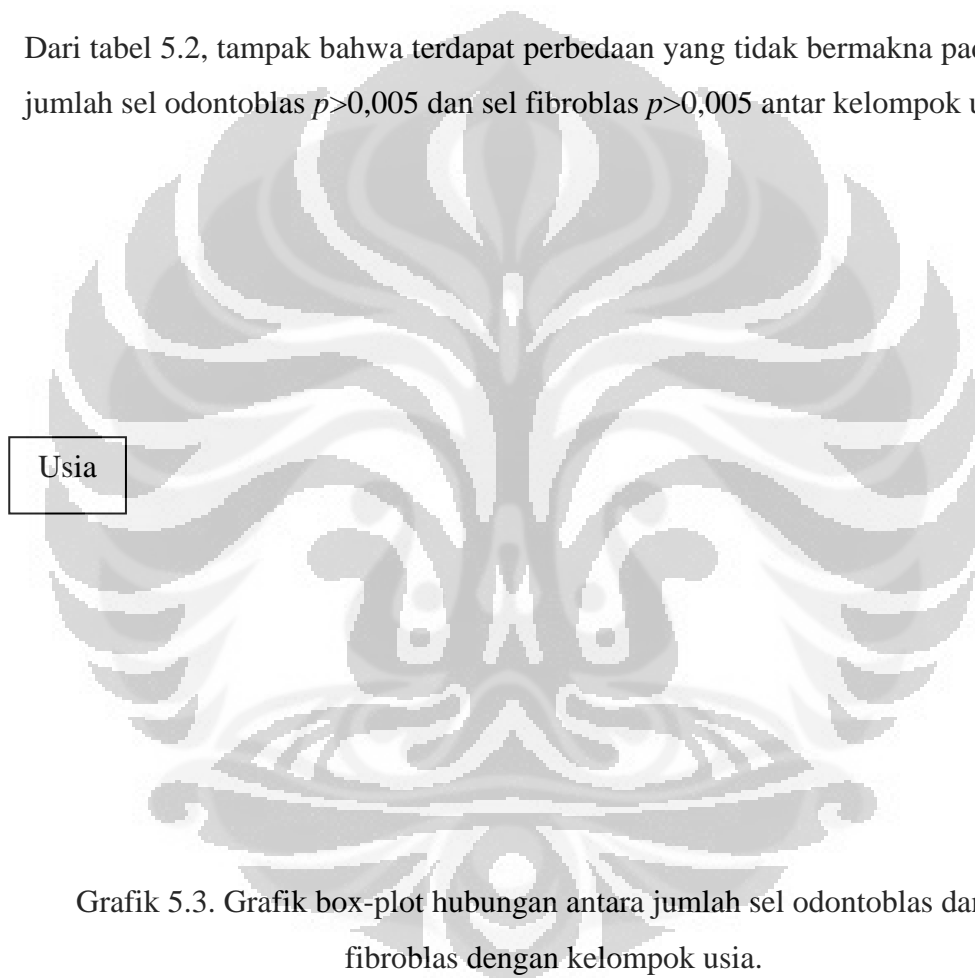 Dari tabel 5.2, tampak bahwa terdapat perbedaan yang tidak bermakna
jumlah sel odontoblas p>0,005 dan sel fibroblas p>0,005 antar kelompok
Usia
Grafik 5.3. Grafik box-plot hubungan antara jumlah sel odontoblas dan
fibroblas dengan kelompok usia.